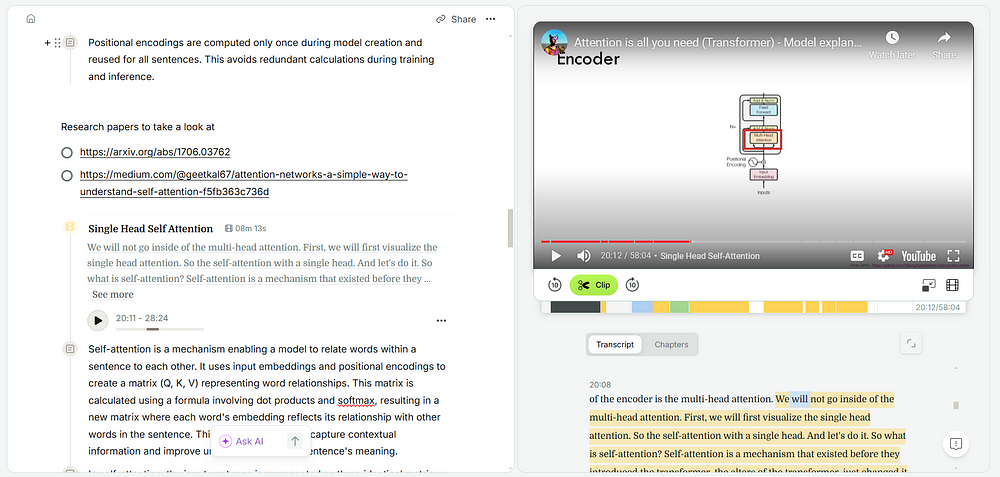 Share
Positional encodings are computed only once during model creation and
reused for all sentences. This avoids redundant calculations during training
and inference.
Research papers to take a look at
https://arxiv.org/abs/1706.03762
https://medium.com/@geetkal67/attention-networks-a-simple-way-to-
understand-self-attention-f5fb363c736d
Single Head Self Attention 08m 13s
We will not go inside of the multi-head attention. First, we will first visualize the
single head attention. So the self-attention with a single head. And let's do it. So
what is self-attention? Self-attention is a mechanism that existed before they ...
See more
20:11 - 28:24
Self-attention is a mechanism enabling a model to relate words within a
sentence to each other. It uses input embeddings and positional encodings to
create a matrix (Q, K, V) representing word relationships. This matrix is
calculated using a formula involving dot products and softmax, resulting in a
new matrix where each word's embedding reflects its relationship with other
words in the sentence. Thi capture contextual
information and improve un entence's meaning.
Ask AI
Attention is all you need (Transformer) - Model explan...
Watch later
Share
Encoder
Add & Norm
Feed
Forward
Nx
Add & Norm
Multi-Head
Attention
Positional
Encoding
Input
Embedding
Inputs
20:12 / 58:04 • Single Head Self-Attention
CC
HD
YouTube
10
Clip
10
20:12/58:04
Transcript
Chapters
20:08
of the encoder is the multi-head attention. We will not go inside of the
multi-head attention. First, we will first visualize the single head
attention. So the self-attention with a single head. And let's do it. So what
is self-attention? Self-attention is a mechanism that existed before they
introduced the transformer, the altere of the transformer, just changed it